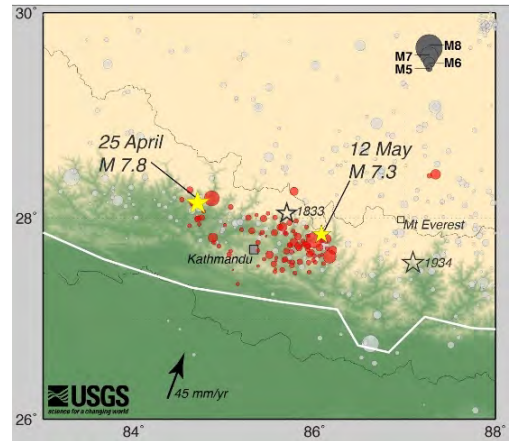 30°
M8
M7
M6
M5
25 April
M 7.8
12 May
M 7.3
1833
28°
Mt Everest
Kathmandu
1934
45 mm/yr
USGS
science for a changing world
26°
84°
86°
88°